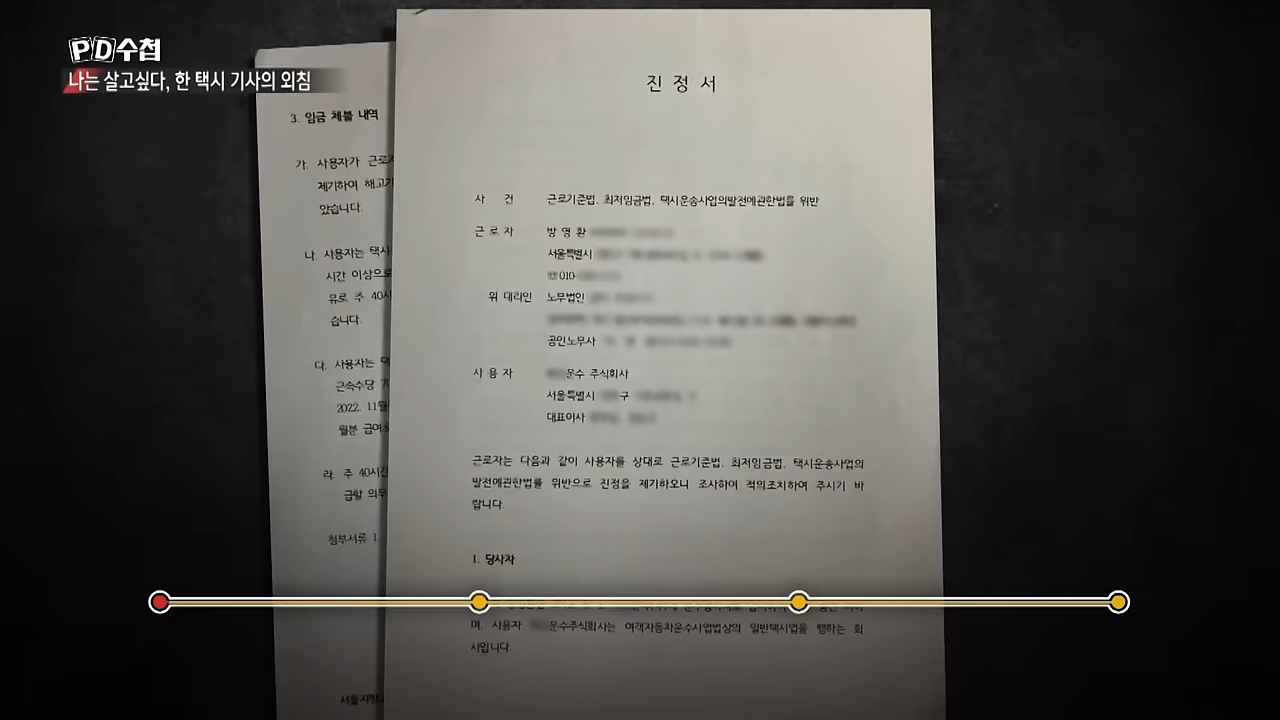 PD수첩
나는 살고싶다, 한 택시 기사의 외침
3. 임금 체불 내역
가. 사용자가 근로자
제기하여 해고기
았습니다.
나. 사용자는 택시
시간 이상으로
유로 주 40시
습니다.
다. 사용자는 택
근속수당
2022. 11월
월분 급여로
라. 주 40시간
급할 의무
첨부서류 1.
서울지방
진 정 서
사 건 근로기준법, 최저임금법, 택시운송사업의발전에관한법률 위반
근 로 자 방 영 환
서울특별시
☏010-
위 대리인 노무법인
공인노무사
사 용 자 운수 주식회사
서울특별시 구
대표이사
근로자는 다음과 같이 사용자를 상대로 근로기준법, 최저임금법, 택시운송사업의
발전에관한법률 위반으로 진정을 제기하오니 조사하여 적의조치하여 주시기 바
랍니다.
1. 당사자
며, 사용자 운수주식회사는 여객자동차운수사업법상의 일반택시업을 행하는 회
사입니다.